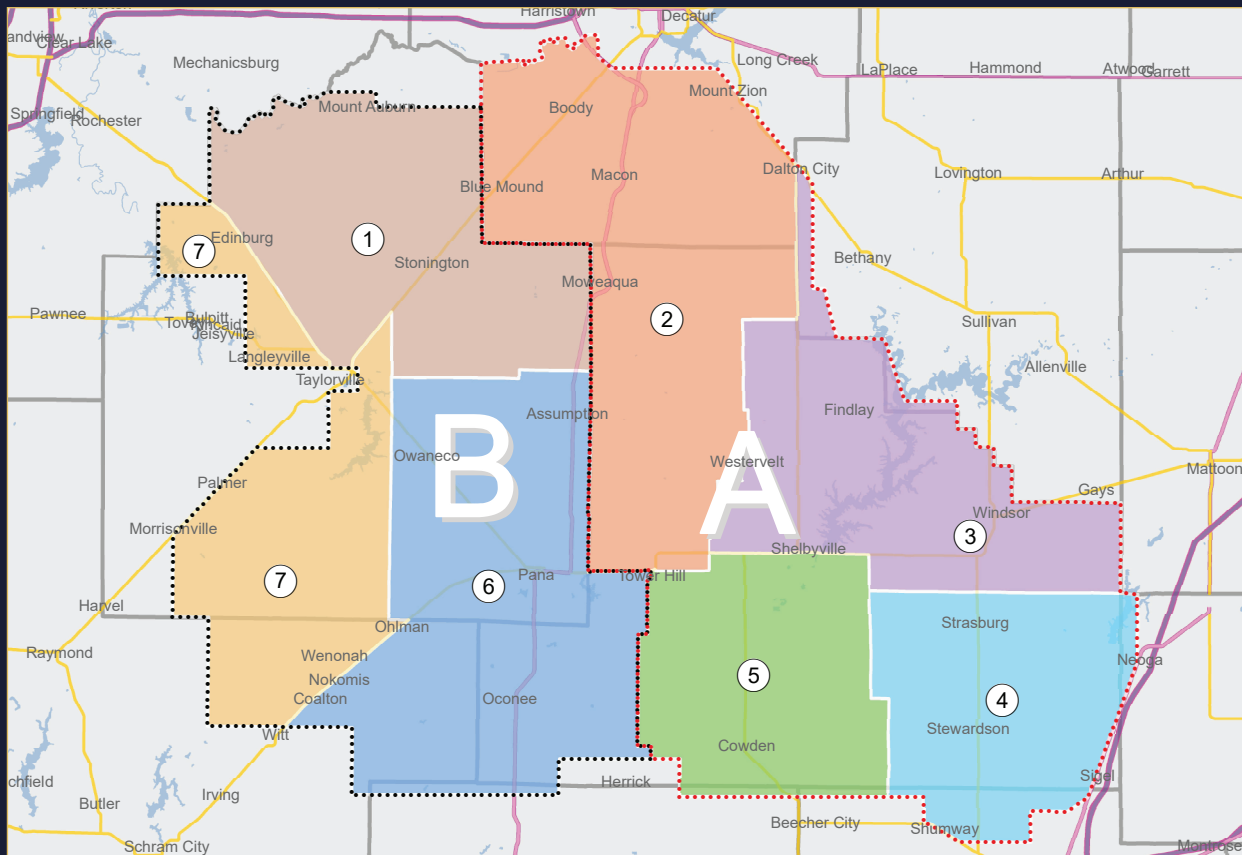 Harristown
Decatur
andview
Clear Lake
Mechanicsburg
Long Creek
LaPlace
Hammond
Atwood
Garrett
Mount Zion
Mount Auburn
Boody
Springfield
Rochester
Dalton City
Macon
Lovington
Arthur
Blue Mound
7
Edinburg
1
Stonington
Bethany
Moweaqua
Pawnee
Bulpitt
Tovey
Kincaid
Jeisyville
2
Sullivan
Langleyville
Taylorville
Allenville
Assumption
Findlay
B
A
Owaneco
Westervelt
Palmer
Mattoon
Gays
Morrisonville
Windsor
3
Shelbyville
7
6
Pana
Tower Hill
Harvel
Ohlman
Strasburg
Raymond
Wenonah
Nokomis
Neoga
Coalton
Oconee
5
4
Witt
Stewardson
Cowden
chfield
Herrick
Sigel
Butler
Irving
Beecher City
Shumway
Schram City
Montrose